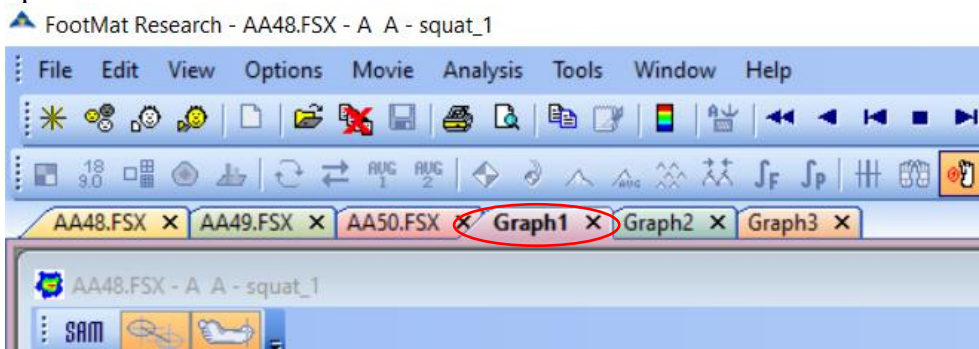 FootMat Research - AA48.FSX - A A - squat_1
File Edit View Options Movie Analysis Tools Window Help
18 9.0 AVG 1 AVG 2 AVG ∫F ∫P
AA48.FSX AA49.FSX AA50.FSX Graph1 Graph2 Graph3
AA48.FSX - A A - squat_1
SAM